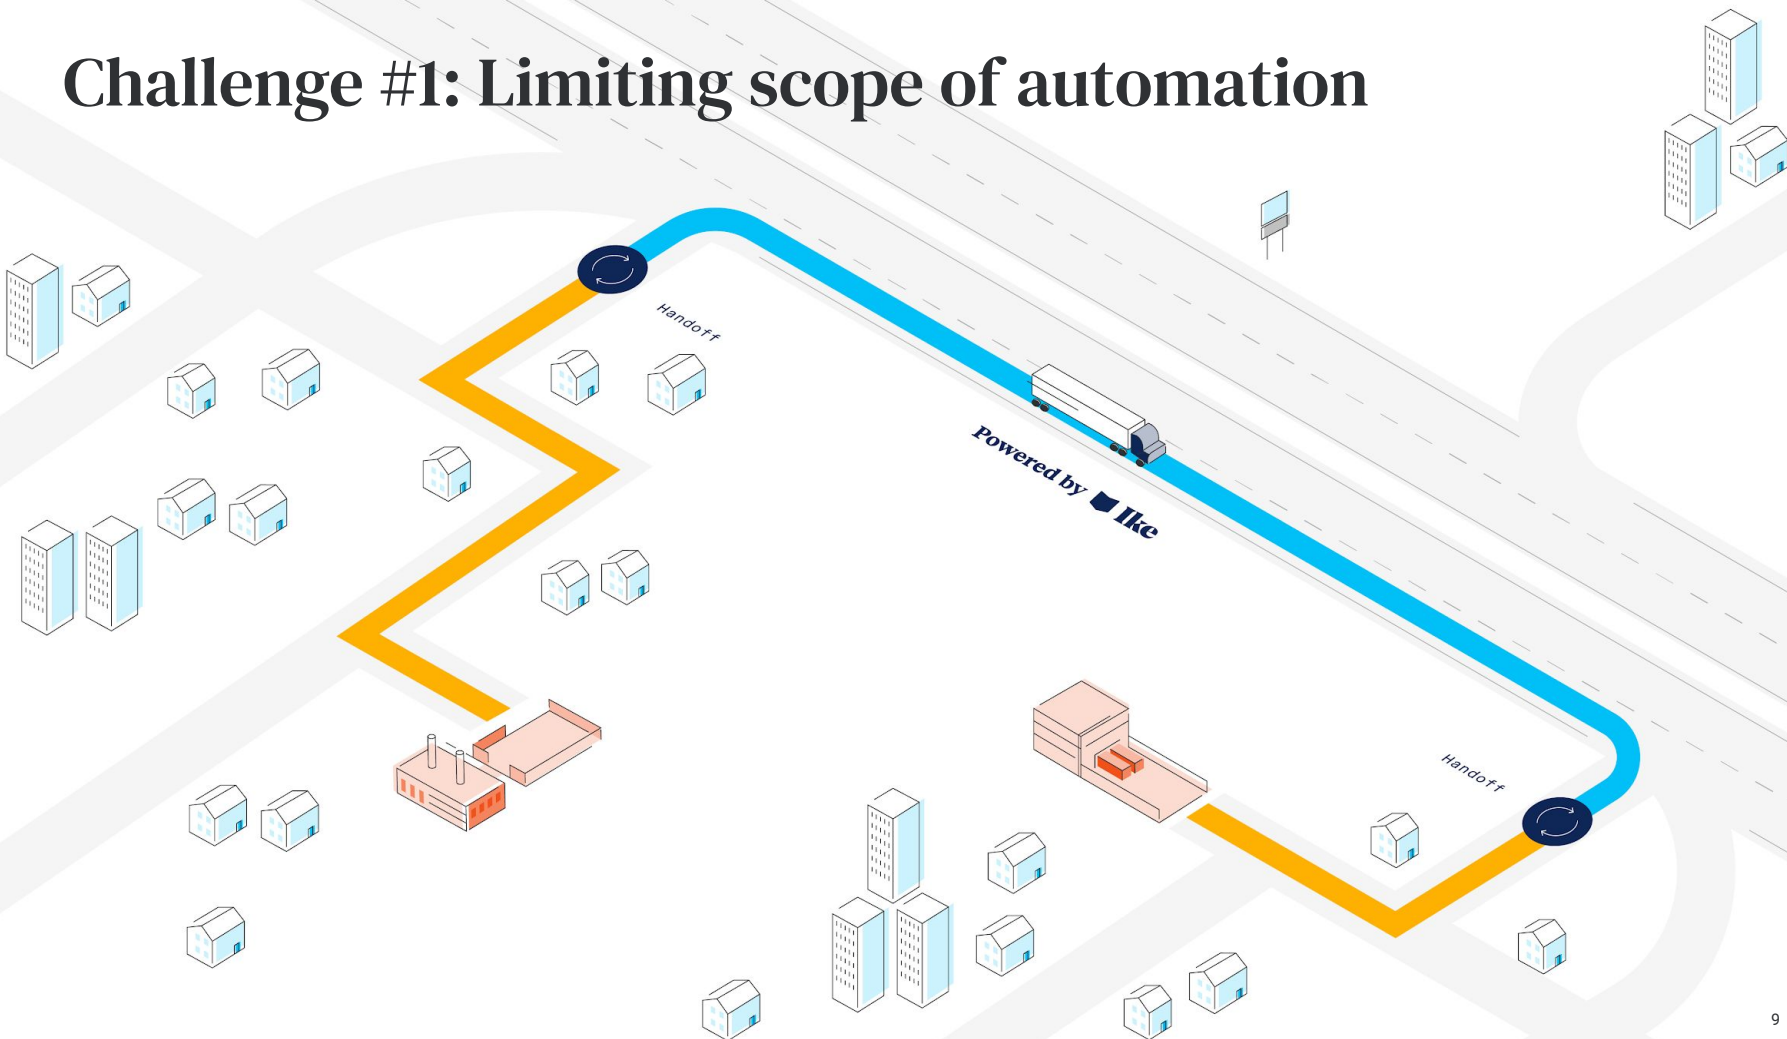 Challenge #1: Limiting scope of automation
Handoff
Powered by Ike
Handoff
9